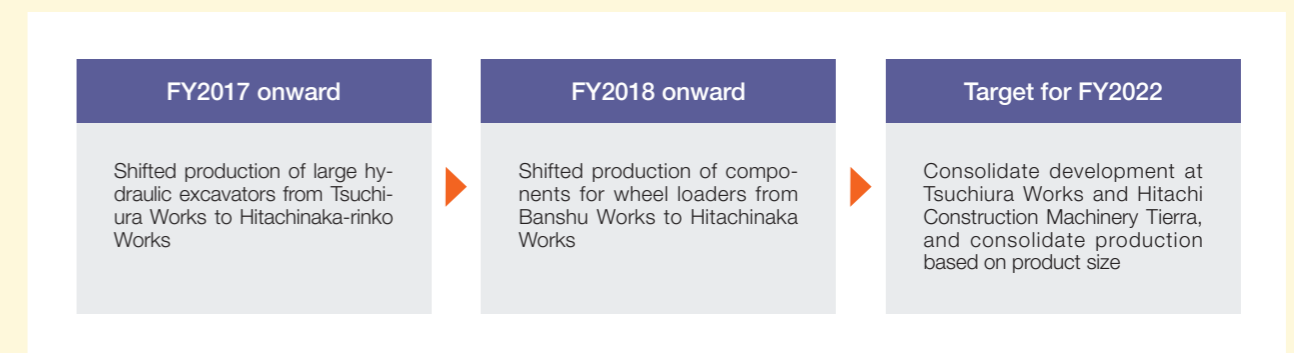 FY2017 onward
Shifted production of large hy-
draulic excavators from Tsuchi-
ura Works to Hitachinaka-rinko
Works
FY2018 onward
Shifted production of compo-
nents for wheel loaders from
Banshu Works to Hitachinaka
Works
Target for FY2022
Consolidate development at
Tsuchiura Works and Hitachi
Construction Machinery Tierra,
and consolidate production
based on product size